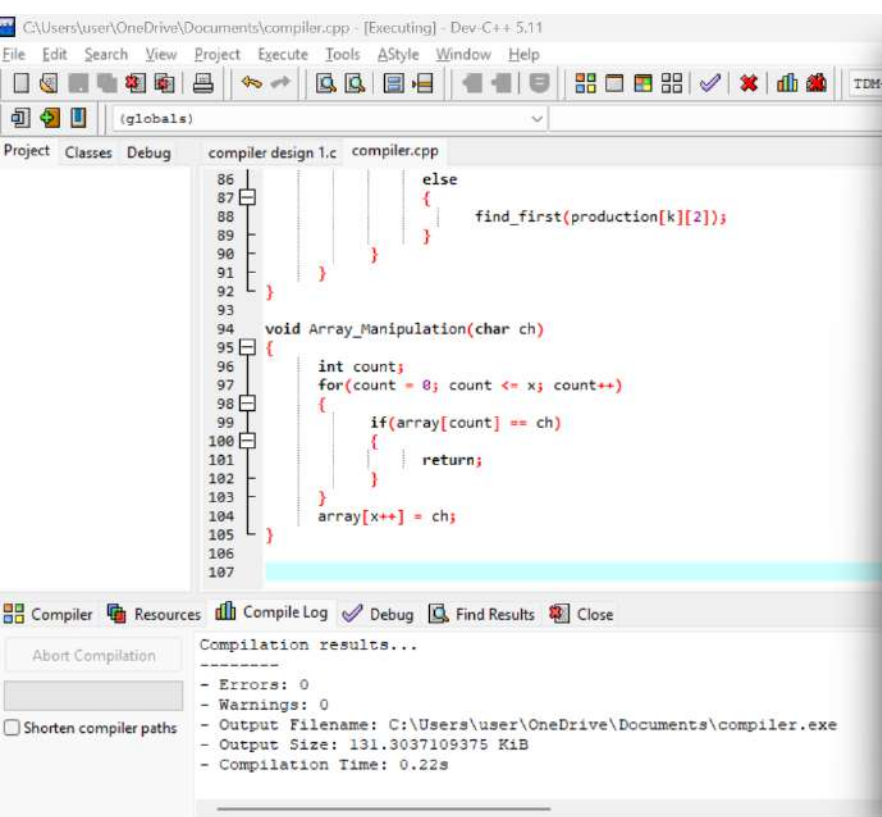 C:\Users\user\OneDrive\Documents\compiler.cpp - [Executing] - Dev-C++ 5.11
File Edit Search View Project Execute Tools AStyle Window Help
TDM-
(globals)
Project Classes Debug compiler design 1.c compiler.cpp
86 else
87 {
88 find_first(production[k][2]);
89 }
90 }
91 }
92 }
93
94 void Array_Manipulation(char ch)
95 {
96 int count;
97 for(count = 0; count <= x; count++)
98 {
99 if(array[count] == ch)
100 {
101 return;
102 }
103 }
104 array[x++] = ch;
105 }
106
107
Compiler Resources Compile Log Debug Find Results Close
Abort Compilation
Shorten compiler paths
Compilation results...
--------
- Errors: 0
- Warnings: 0
- Output Filename: C:\Users\user\OneDrive\Documents\compiler.exe
- Output Size: 131.3037109375 KiB
- Compilation Time: 0.22s